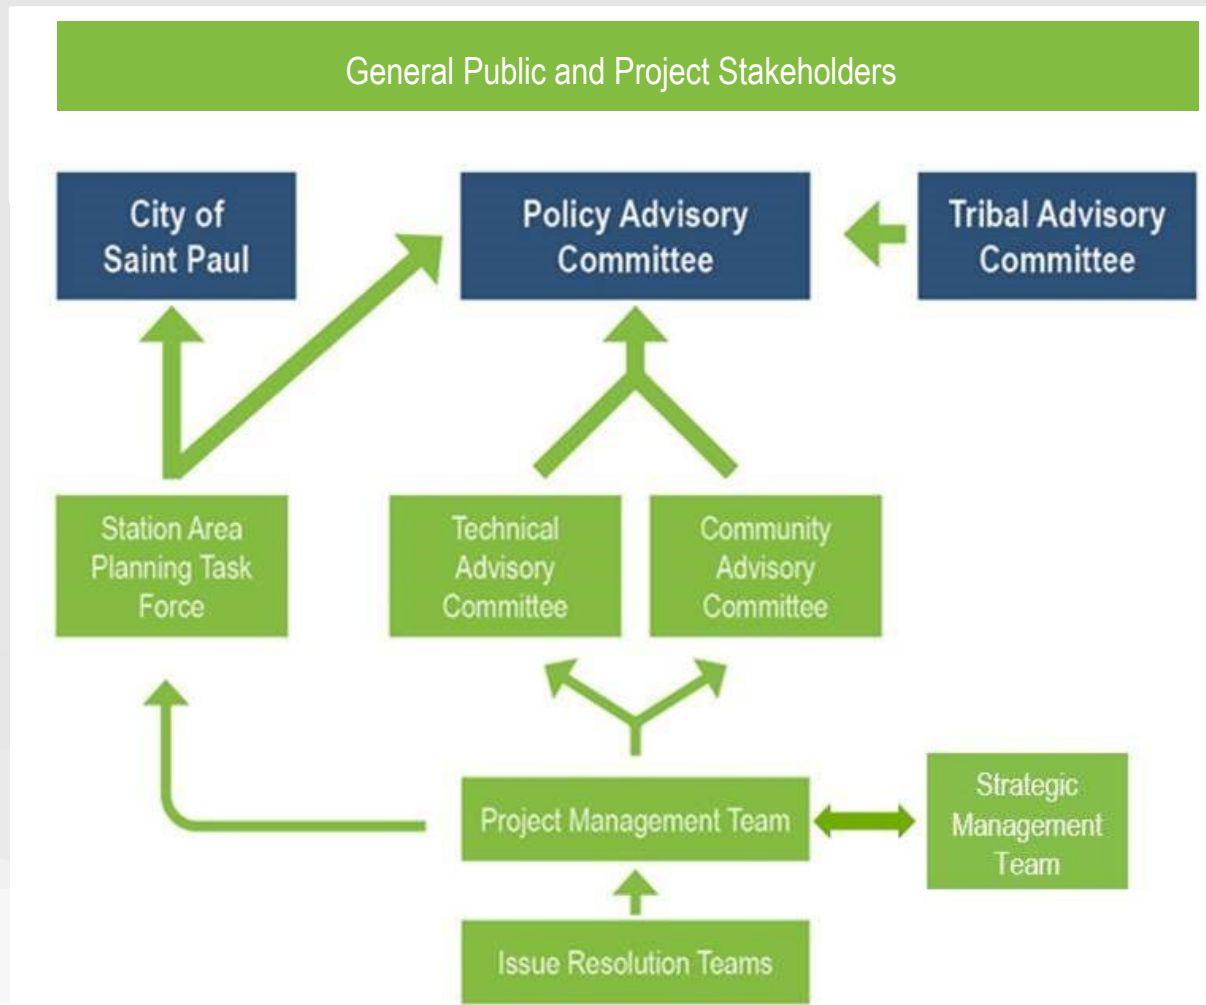 General Public and Project Stakeholders
City of
Saint Paul
Policy Advisory
Committee
Tribal Advisory
Committee
Station Area
Planning Task
Force
Technical
Advisory
Committee
Community
Advisory
Committee
Project Management Team
Strategic
Management
Team
Issue Resolution Teams